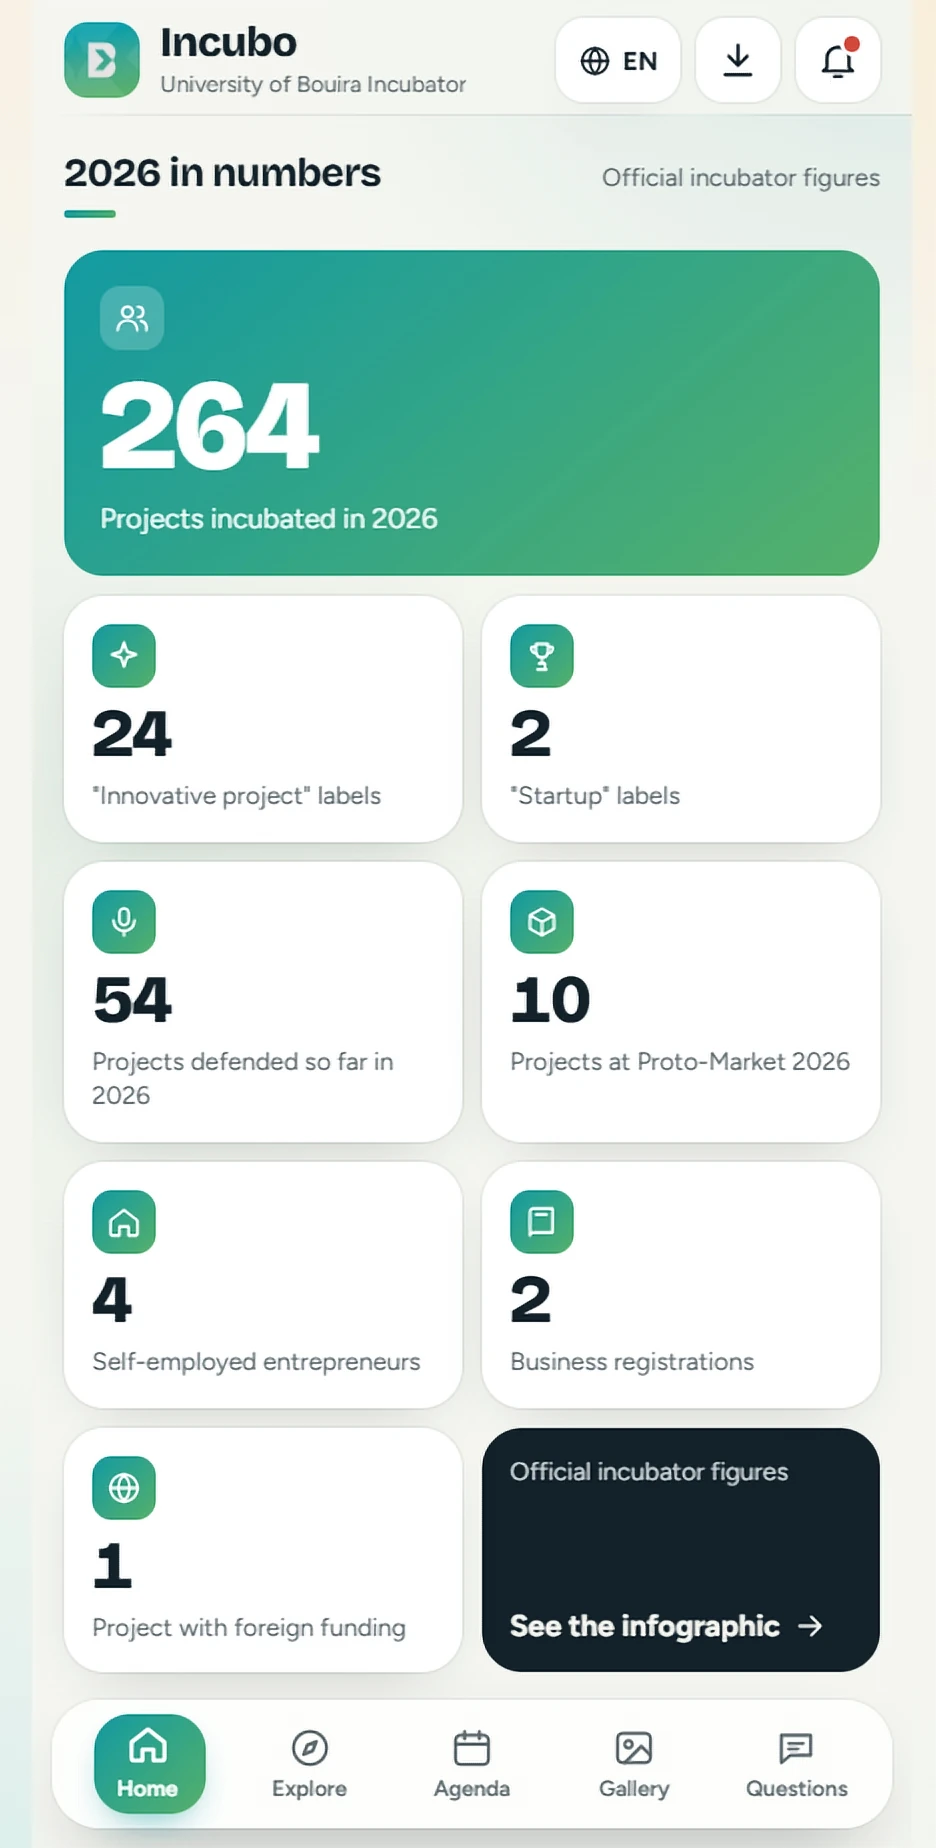 Incubo
University of Bouira Incubator
EN
2026 in numbers
Official incubator figures
264
Projects incubated in 2026
24
"Innovative project" labels
2
"Startup" labels
54
Projects defended so far in
2026
10
Projects at Proto-Market 2026
4
Self-employed entrepreneurs
2
Business registrations
1
Project with foreign funding
Official incubator figures
See the infographic →
Home
Explore
Agenda
Gallery
Questions